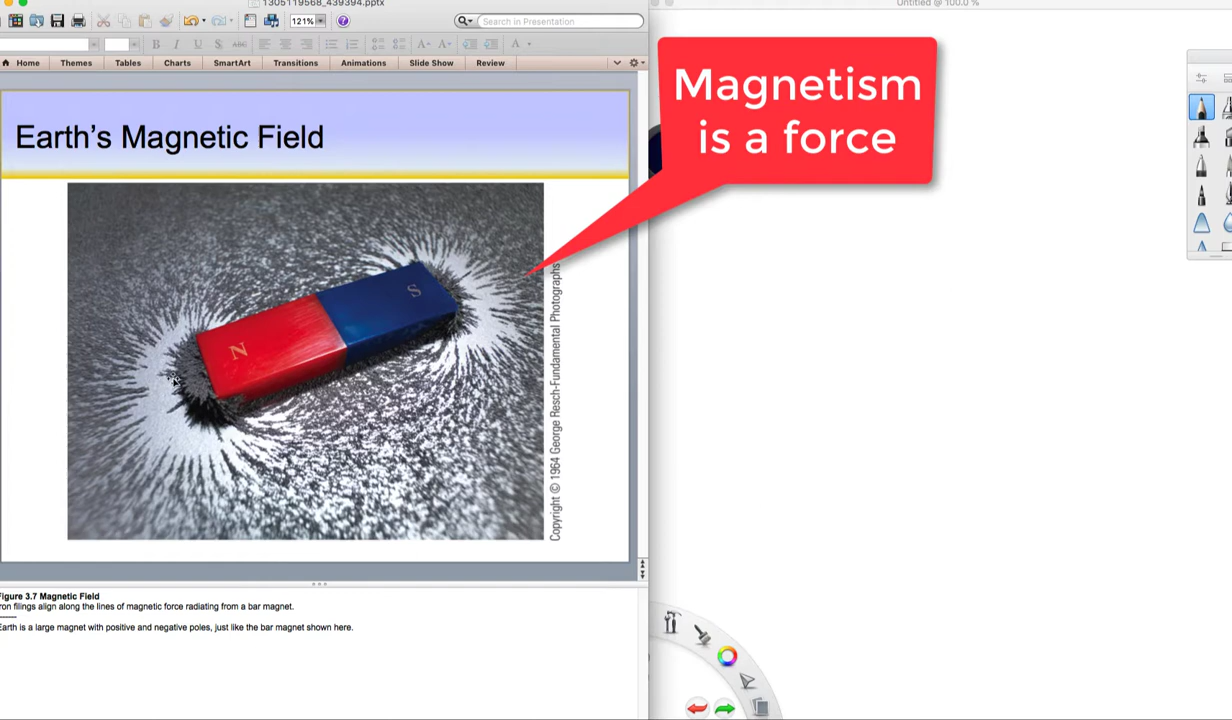 1305119568_439394.pptx
Untitled @ 100.0 %
121%
Search in Presentation
Home
Themes
Tables
Charts
SmartArt
Transitions
Animations
Slide Show
Review
Earth's Magnetic Field
Magnetism
is a force
N
S
Copyright © 1964 George Resch-Fundamental Photographs
Figure 3.7 Magnetic Field
Iron filings align along the lines of magnetic force radiating from a bar magnet.
Earth is a large magnet with positive and negative poles, just like the bar magnet shown here.